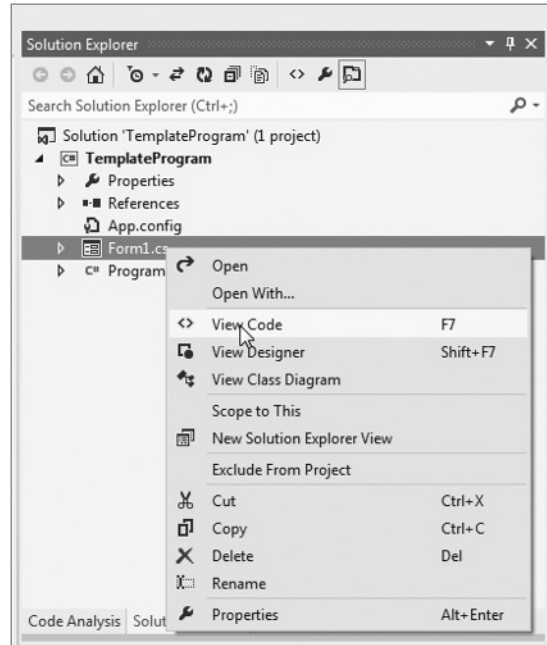 Solution Explorer
Search Solution Explorer (Ctrl+;)
Solution 'TemplateProgram' (1 project)
C# TemplateProgram
Properties
References
App.config
Form1.cs
C# Program
Open
Open With...
View Code F7
View Designer Shift+F7
View Class Diagram
Scope to This
New Solution Explorer View
Exclude From Project
Cut Ctrl+X
Copy Ctrl+C
Delete Del
Rename
Properties Alt+Enter
Code Analysis Solut